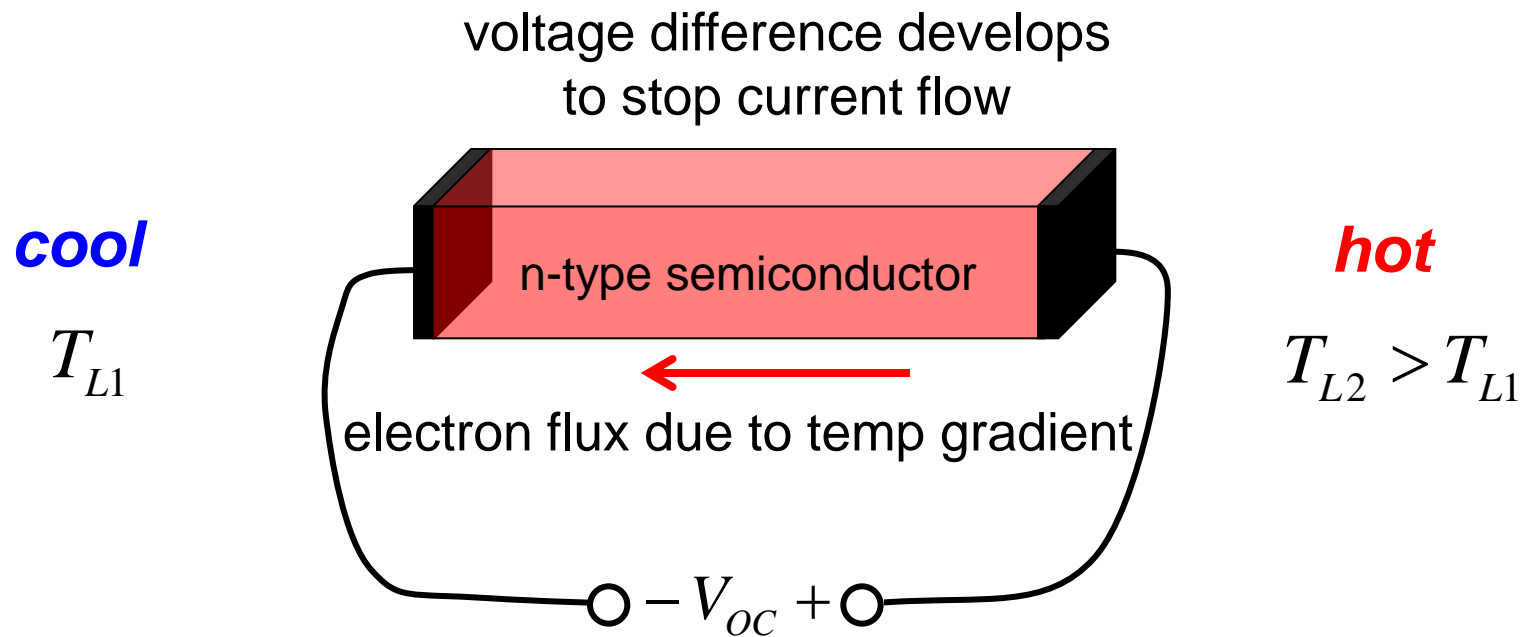 voltage difference develops
to stop current flow
cool
n-type semiconductor
hot
T_{L1}
T_{L2} > T_{L1}
electron flux due to temp gradient
− V_{OC} +